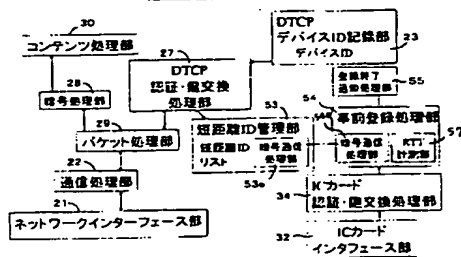 30
コンテンツ処理部
27
DTCP
認証・鍵交換
処理部
DTCP
デバイスID記録部
デバイスID
23
28
暗号処理部
29
パケット処理部
22
通信処理部
21
ネットワークインターフェース部
53
短距離ID管理部
短距離ID
リスト
暗号通信
処理部
53e
登録終了
通知処理部
55
54
事前登録処理部
暗号通信
処理部
RTT
計測部
57
34
ICカード
認証・鍵交換処理部
32
ICカード
インタフェース部